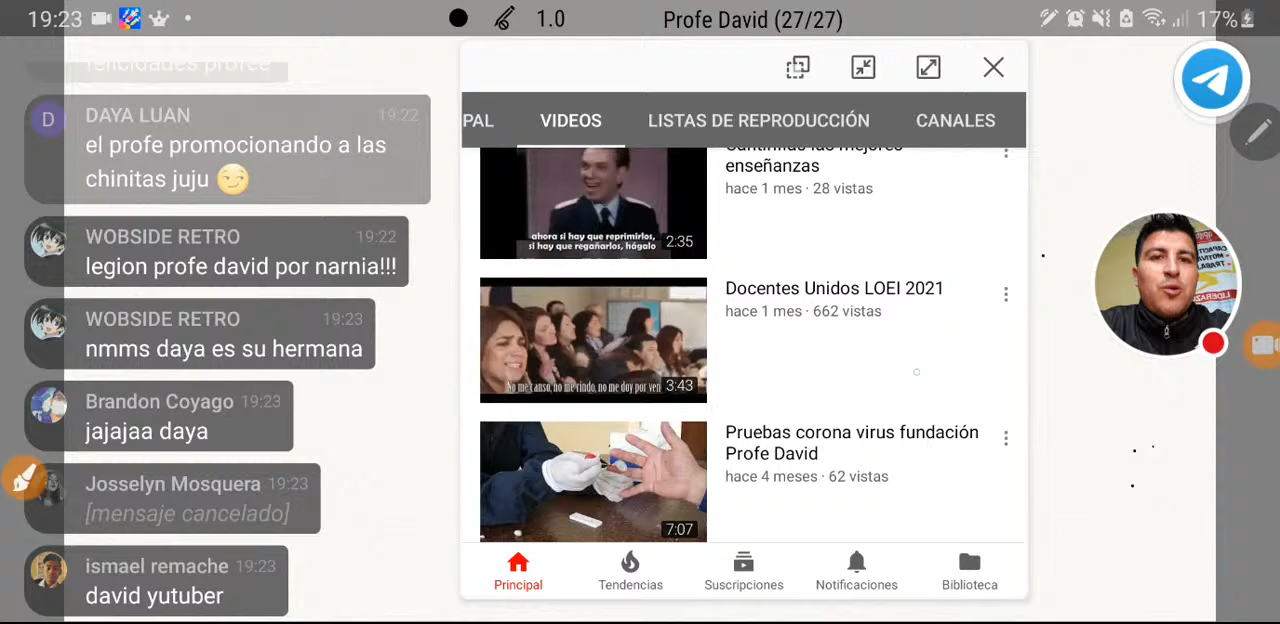 19:23
1.0
Profe David (27/27)
17%
felicidades profee
DAYA LUAN 19:22
el profe promocionando a las
chinitas juju 😏
WOBSIDE RETRO 19:22
legion profe david por narnia!!!
WOBSIDE RETRO 19:23
nmms daya es su hermana
Brandon Coyago 19:23
jajajaa daya
Josselyn Mosquera 19:23
[mensaje cancelado]
ismael remache 19:23
david yutuber
PAL
VIDEOS
LISTAS DE REPRODUCCIÓN
CANALES
Cantinflas las mejores
enseñanzas
hace 1 mes · 28 vistas
ahora si hay que reprimirlos,
si hay que regañarlos, hágalo
2:35
Docentes Unidos LOEI 2021
hace 1 mes · 662 vistas
No me canso, no me rindo, no me doy por ven
3:43
Pruebas corona virus fundación
Profe David
hace 4 meses · 62 vistas
7:07
Principal
Tendencias
Suscripciones
Notificaciones
Biblioteca
LIDERAZG